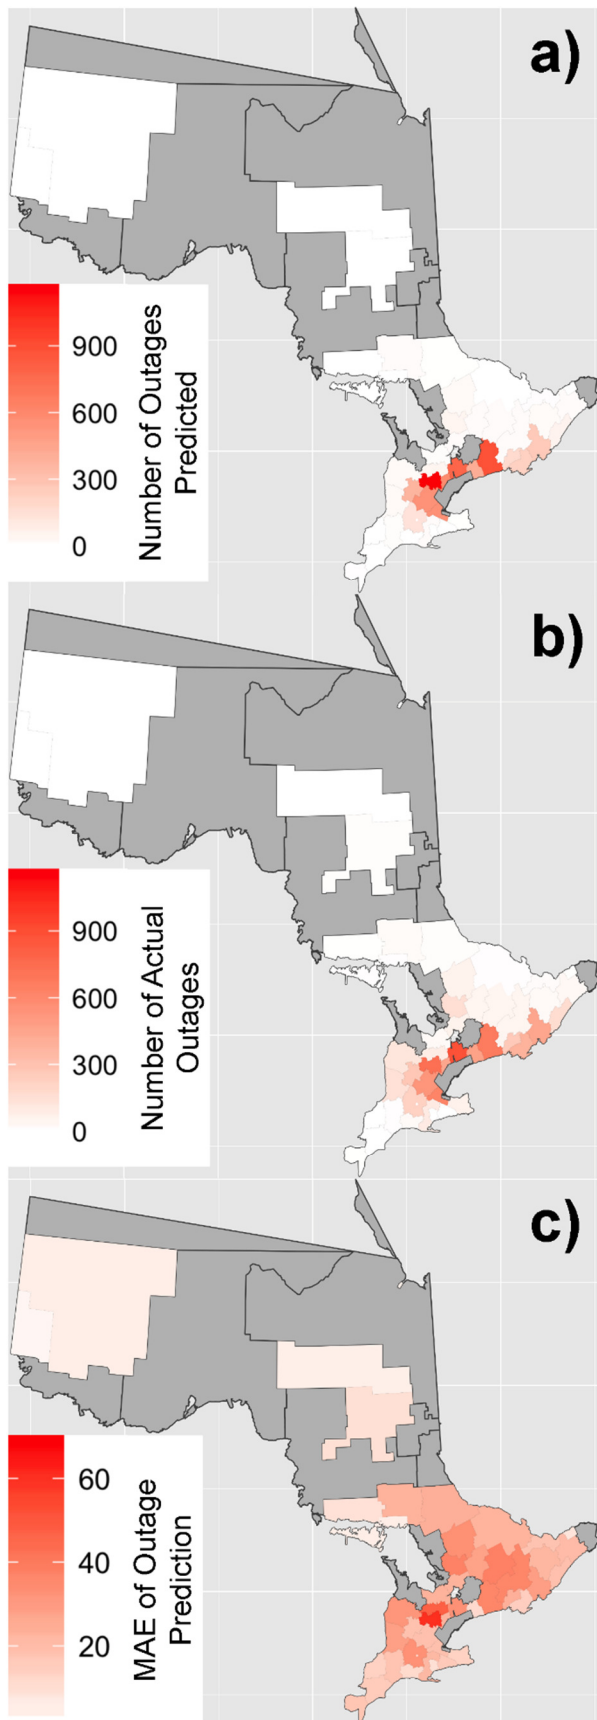 a)
900
600
300
0
Number of Outages
Predicted
b)
900
600
300
0
Number of Actual
Outages
c)
60
40
20
MAE of Outage
Prediction